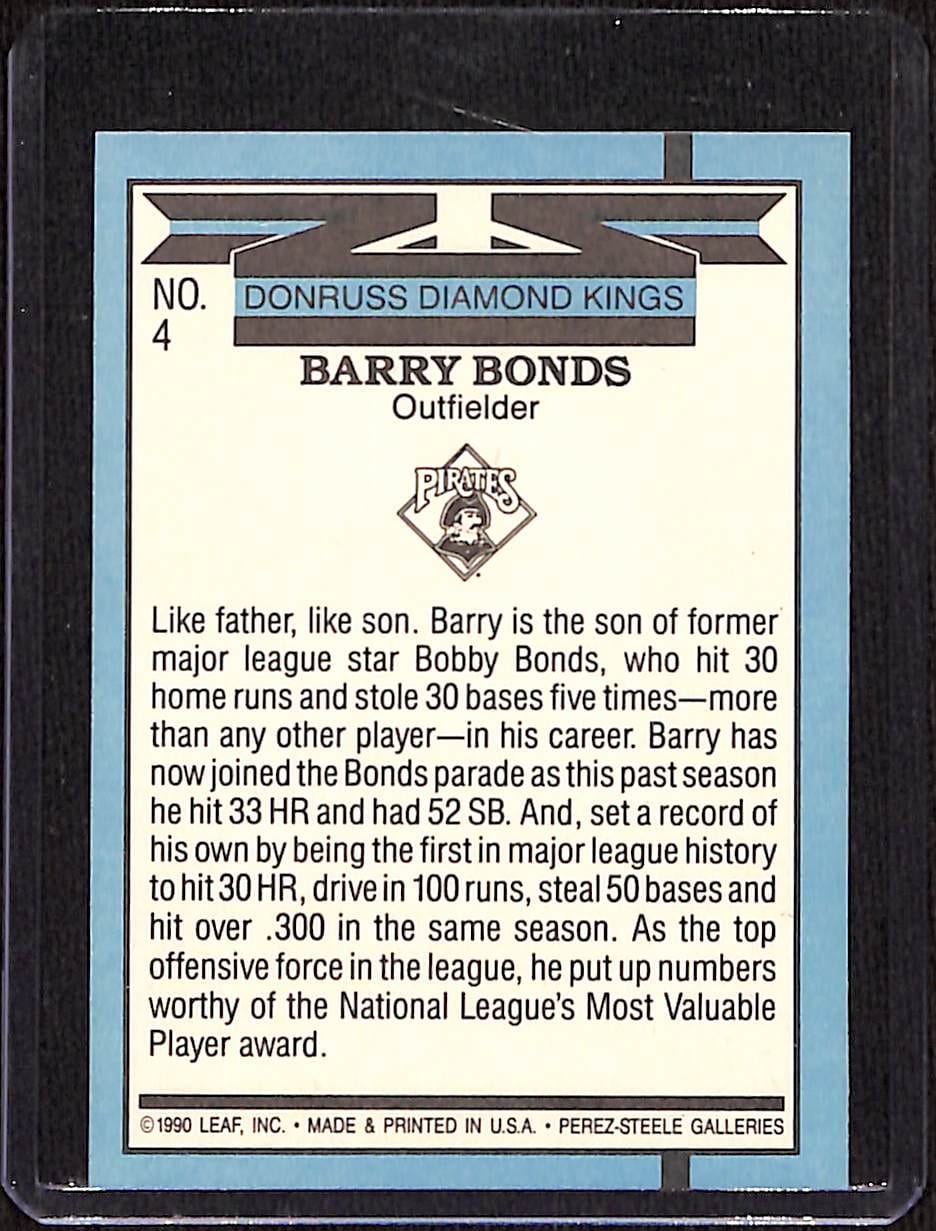 NO.
4
DONRUSS DIAMOND KINGS
BARRY BONDS
Outfielder
PIRATES
Like father, like son. Barry is the son of former
major league star Bobby Bonds, who hit 30
home runs and stole 30 bases five times—more
than any other player—in his career. Barry has
now joined the Bonds parade as this past season
he hit 33 HR and had 52 SB. And, set a record of
his own by being the first in major league history
to hit 30 HR, drive in 100 runs, steal 50 bases and
hit over .300 in the same season. As the top
offensive force in the league, he put up numbers
worthy of the National League's Most Valuable
Player award.
©1990 LEAF, INC. • MADE & PRINTED IN U.S.A. • PEREZ-STEELE GALLERIES